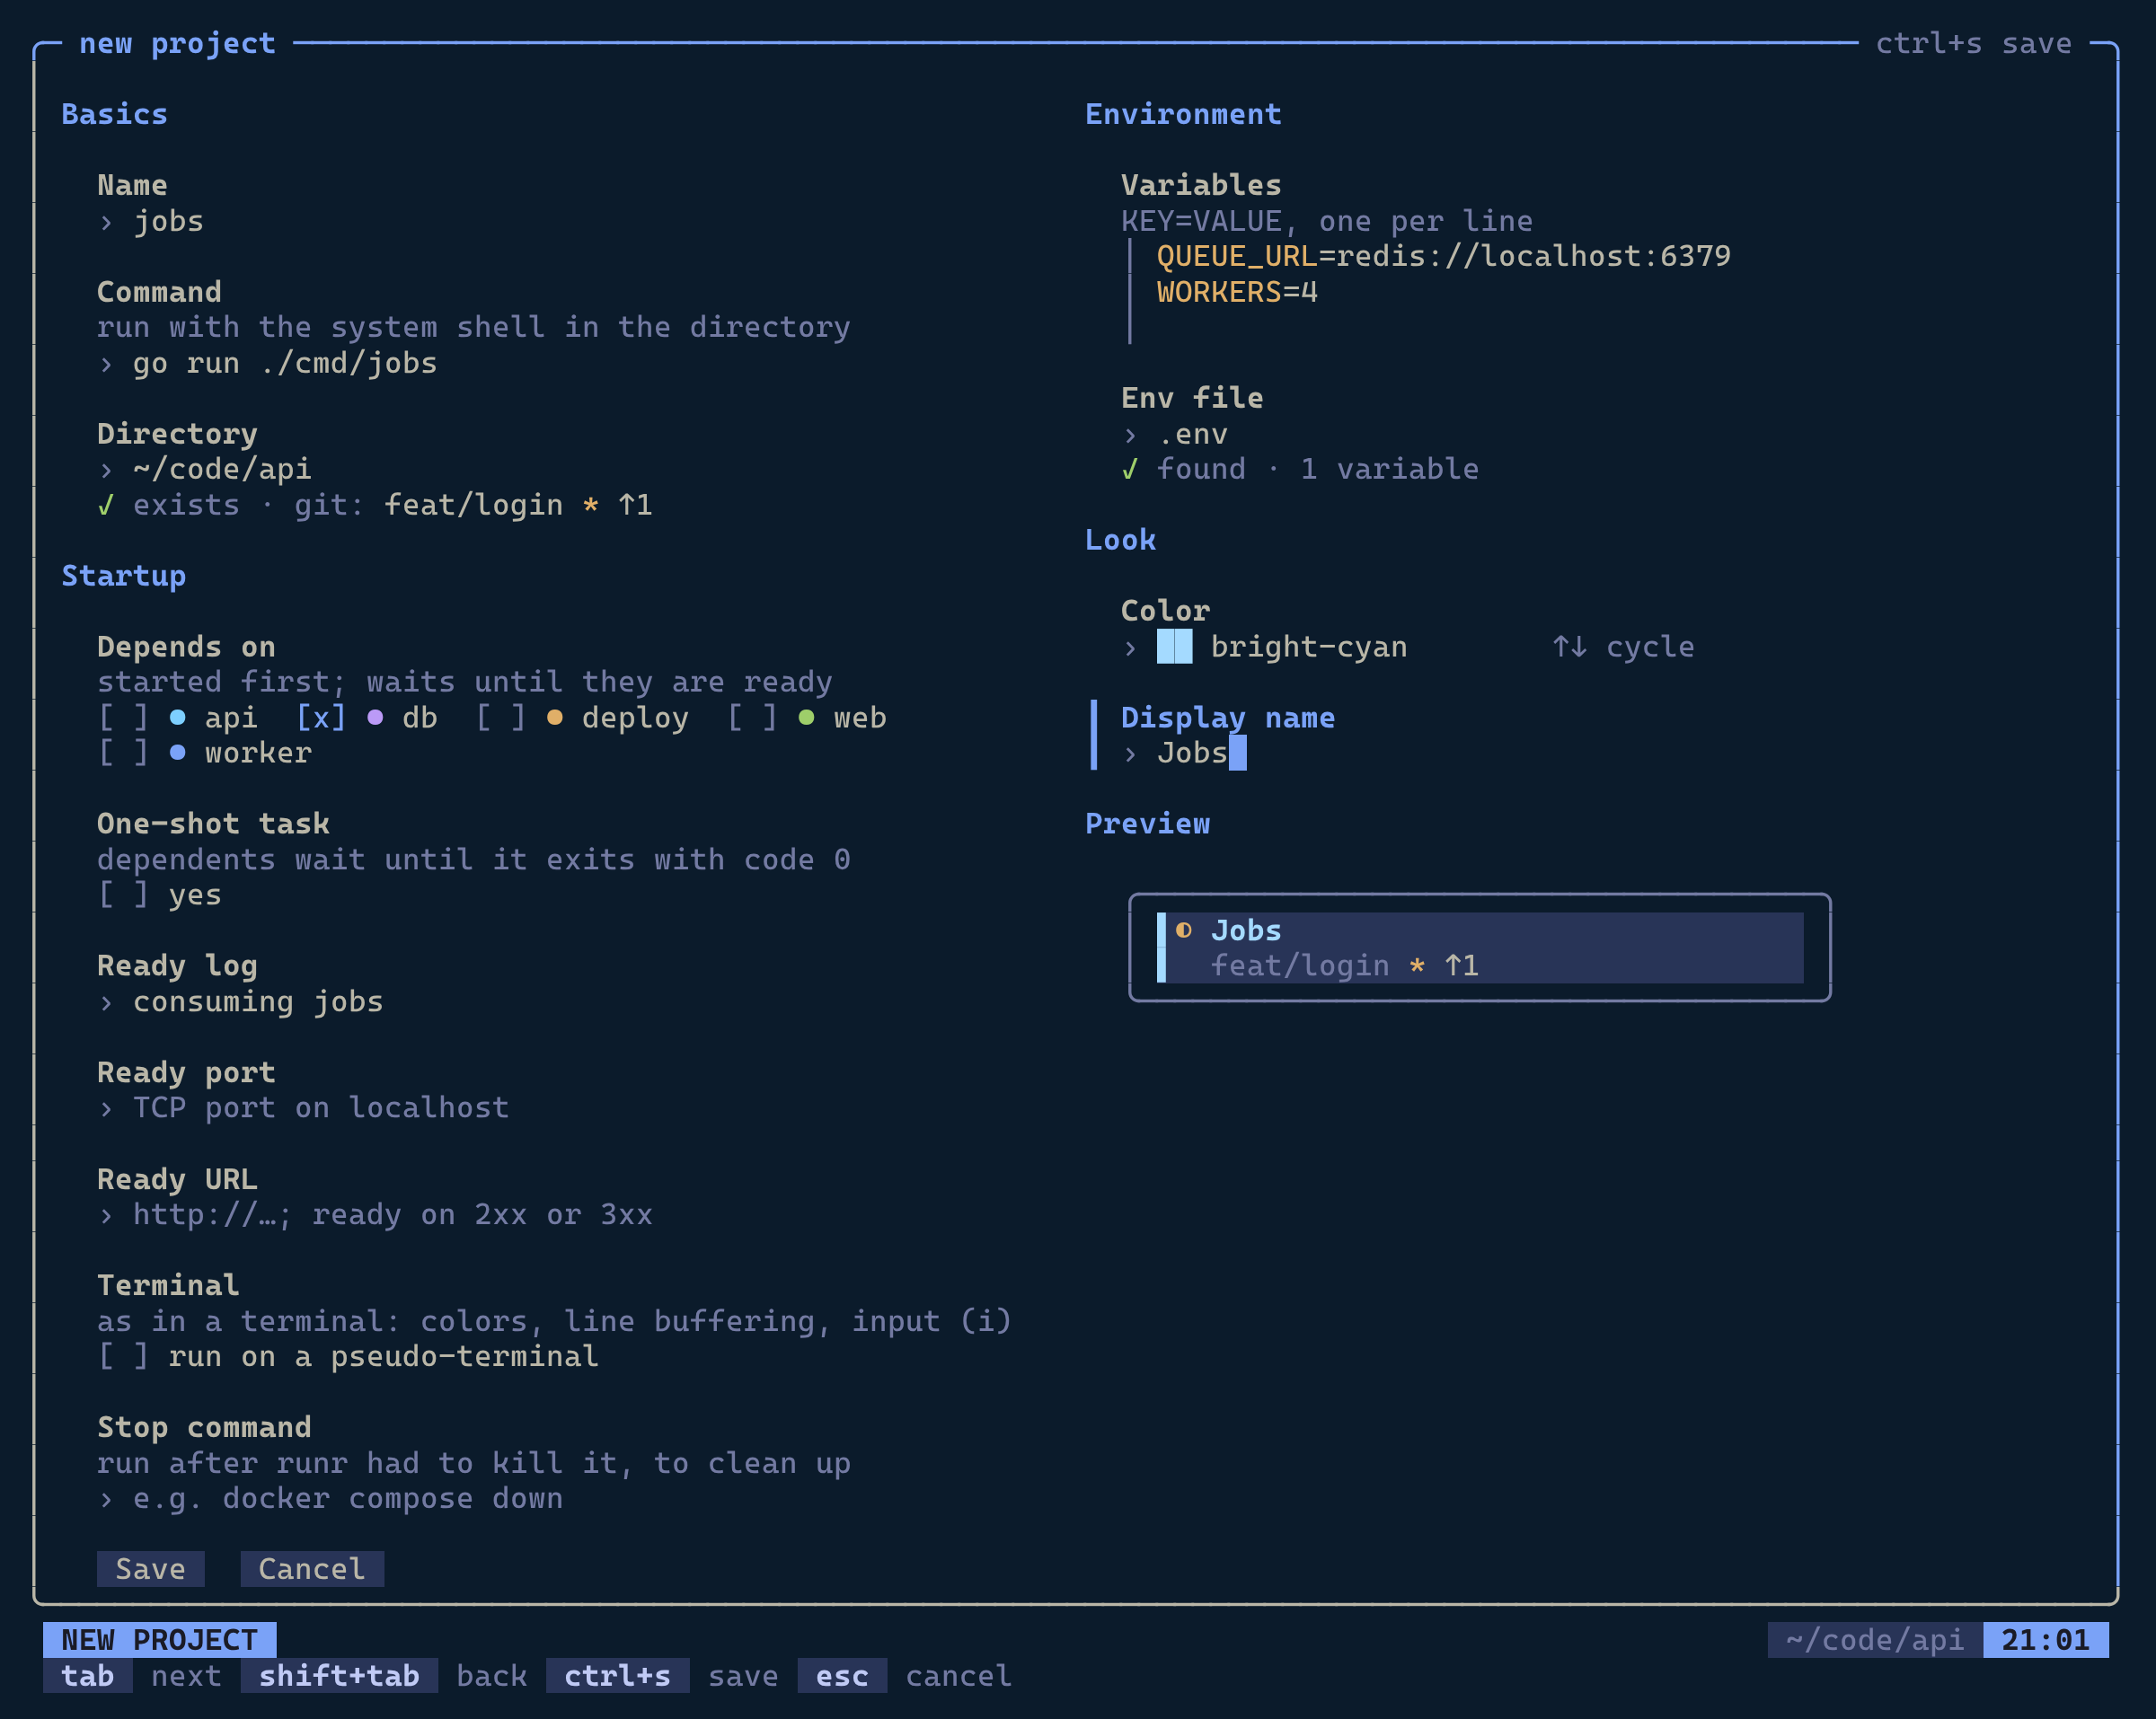 new project
ctrl+s save
Basics
Name
› jobs
Command
run with the system shell in the directory
› go run ./cmd/jobs
Directory
› ~/code/api
✓ exists · git: feat/login * ↑1
Startup
Depends on
started first; waits until they are ready
[ ] ● api [x] ● db [ ] ● deploy [ ] ● web
[ ] ● worker
One-shot task
dependents wait until it exits with code 0
[ ] yes
Ready log
› consuming jobs
Ready port
› TCP port on localhost
Ready URL
› http://…; ready on 2xx or 3xx
Terminal
as in a terminal: colors, line buffering, input (i)
[ ] run on a pseudo-terminal
Stop command
run after runr had to kill it, to clean up
› e.g. docker compose down
Save Cancel
Environment
Variables
KEY=VALUE, one per line
QUEUE_URL=redis://localhost:6379
WORKERS=4
Env file
› .env
✓ found · 1 variable
Look
Color
› ██ bright-cyan ↑↓ cycle
Display name
› Jobs
Preview
◐ Jobs
feat/login * ↑1
NEW PROJECT
~/code/api 21:01
tab next shift+tab back ctrl+s save esc cancel